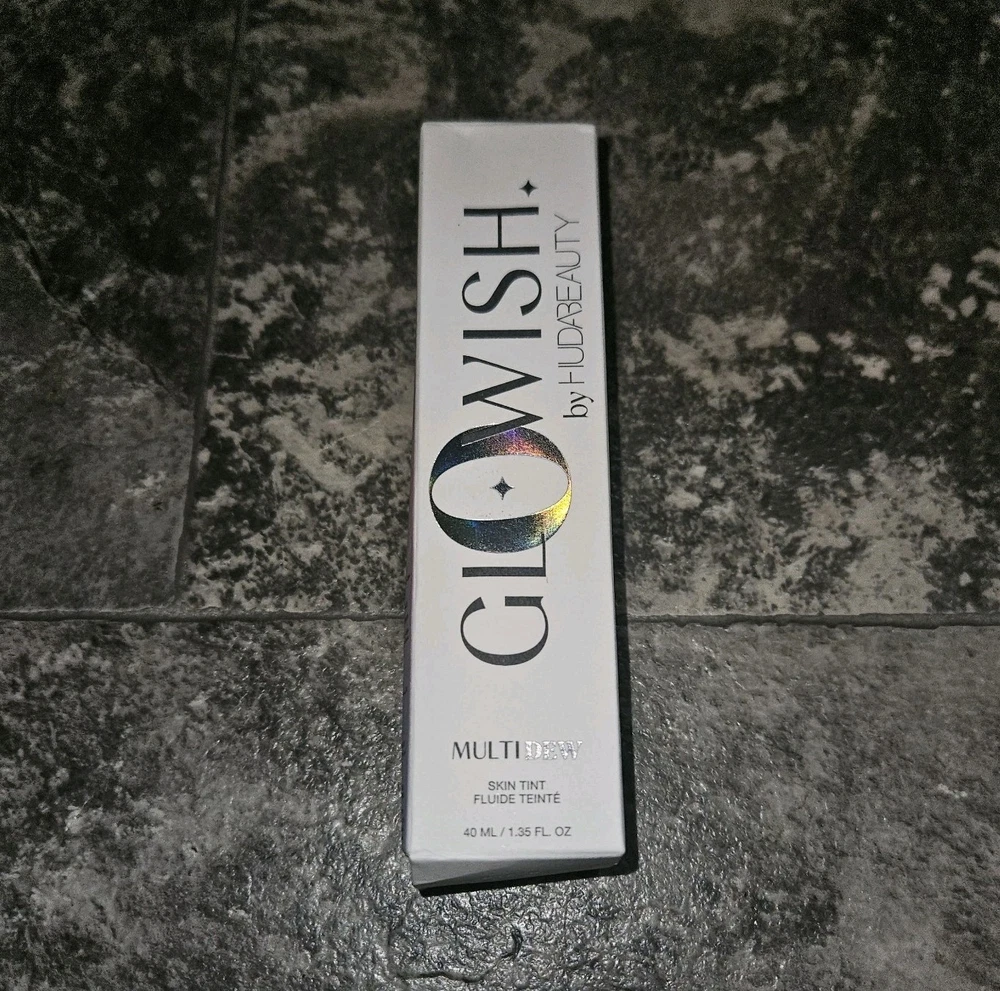 GLOWISH
by HUDABEAUTY
MULTIDEW
SKIN TINT
FLUIDE TEINTÉ
40 ML / 1.35 FL. OZ